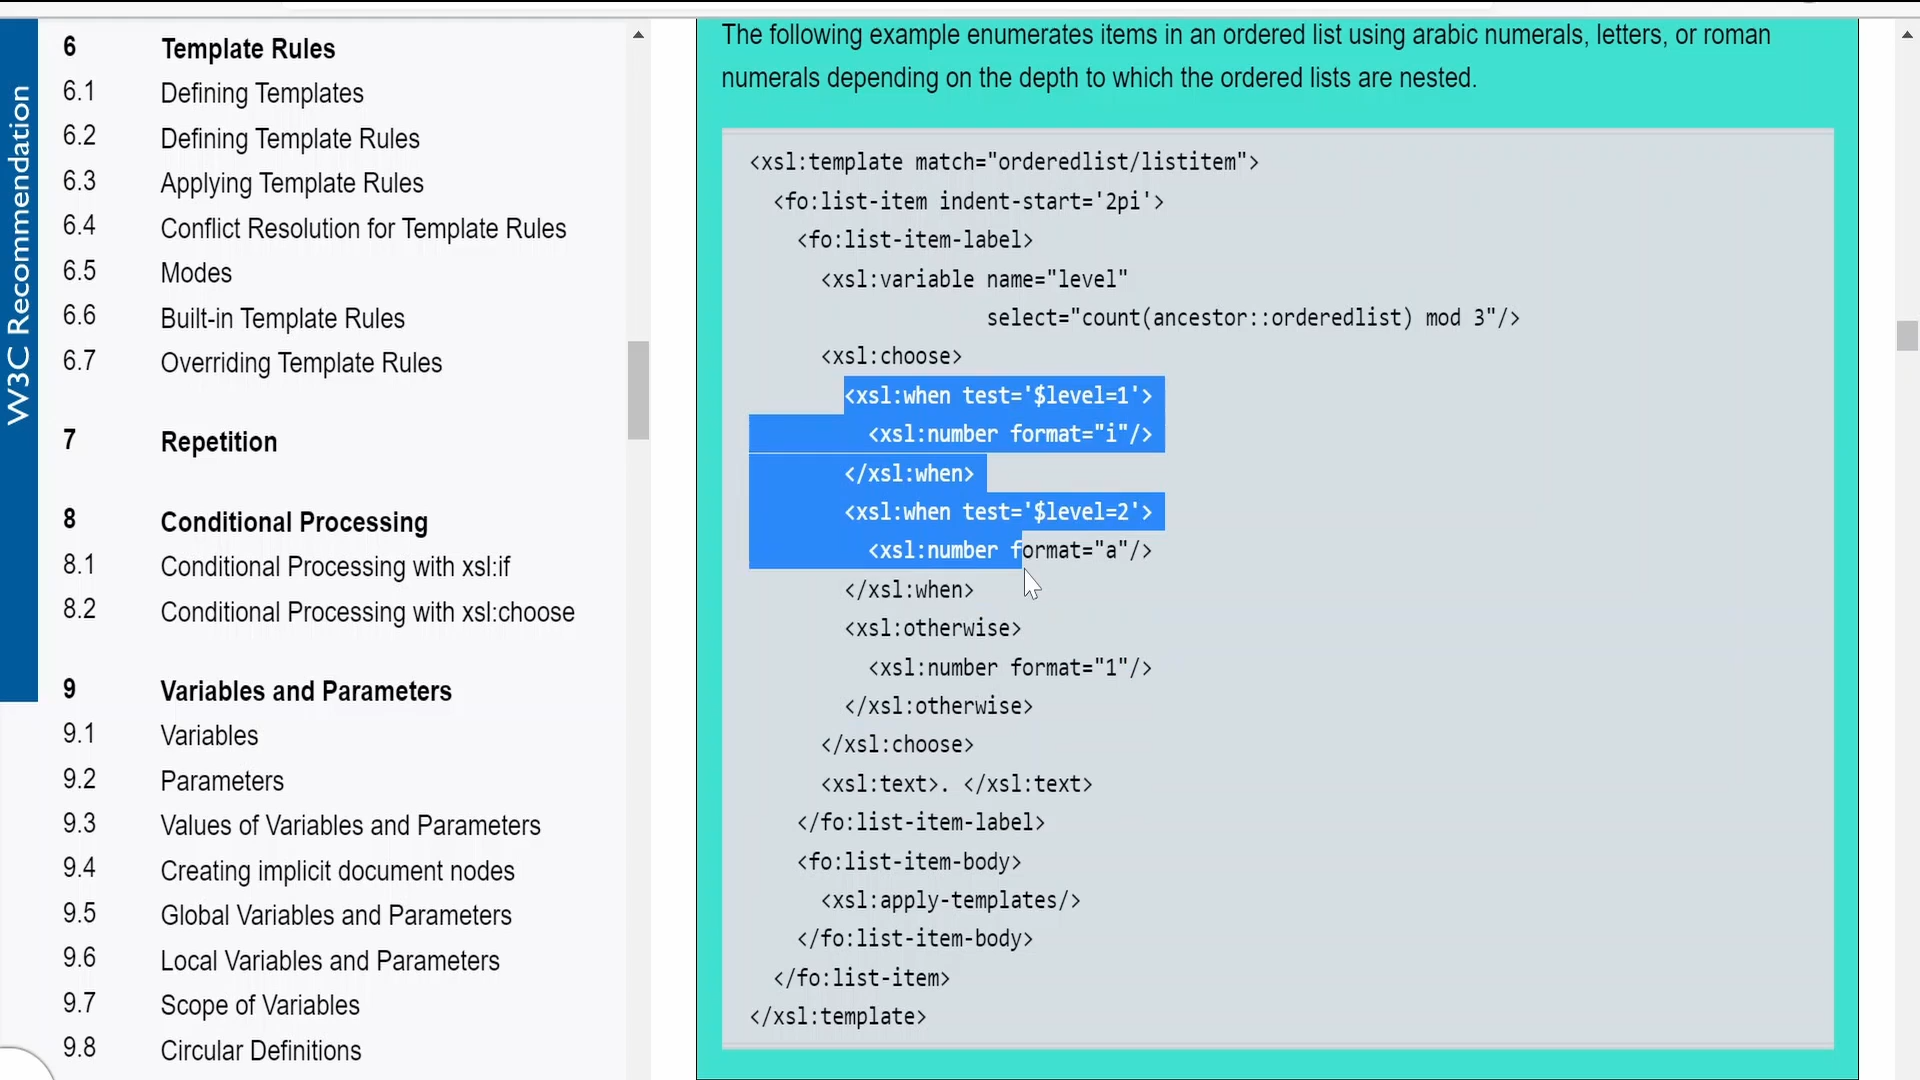 W3C Recommendation
6 Template Rules
6.1 Defining Templates
6.2 Defining Template Rules
6.3 Applying Template Rules
6.4 Conflict Resolution for Template Rules
6.5 Modes
6.6 Built-in Template Rules
6.7 Overriding Template Rules
7 Repetition
8 Conditional Processing
8.1 Conditional Processing with xsl:if
8.2 Conditional Processing with xsl:choose
9 Variables and Parameters
9.1 Variables
9.2 Parameters
9.3 Values of Variables and Parameters
9.4 Creating implicit document nodes
9.5 Global Variables and Parameters
9.6 Local Variables and Parameters
9.7 Scope of Variables
9.8 Circular Definitions
The following example enumerates items in an ordered list using arabic numerals, letters, or roman
numerals depending on the depth to which the ordered lists are nested.
<xsl:template match="orderedlist/listitem">
  <fo:list-item indent-start='2pi'>
    <fo:list-item-label>
      <xsl:variable name="level"
                    select="count(ancestor::orderedlist) mod 3"/>
      <xsl:choose>
        <xsl:when test='$level=1'>
          <xsl:number format="i"/>
        </xsl:when>
        <xsl:when test='$level=2'>
          <xsl:number format="a"/>
        </xsl:when>
        <xsl:otherwise>
          <xsl:number format="1"/>
        </xsl:otherwise>
      </xsl:choose>
      <xsl:text>. </xsl:text>
    </fo:list-item-label>
    <fo:list-item-body>
      <xsl:apply-templates/>
    </fo:list-item-body>
  </fo:list-item>
</xsl:template>